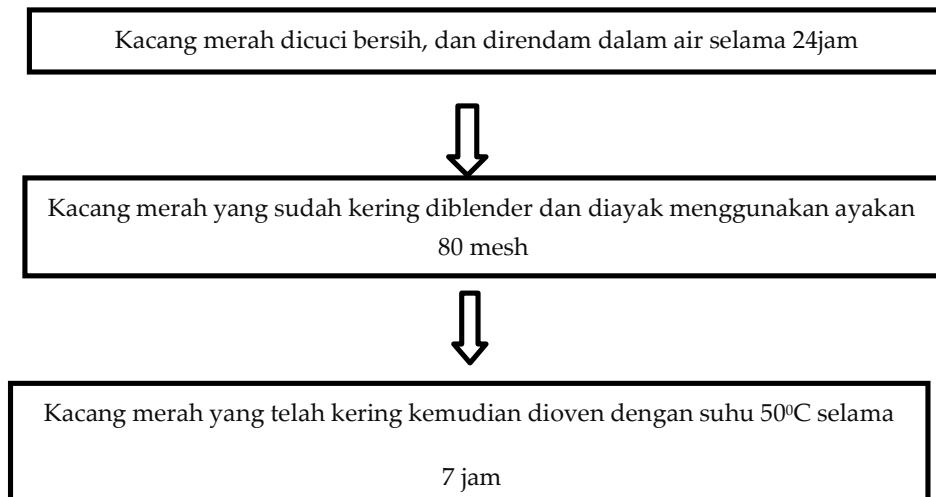 Kacang merah dicuci bersih, dan direndam dalam air selama 24jam
Kacang merah yang sudah kering diblender dan diayak menggunakan ayakan
80 mesh
Kacang merah yang telah kering kemudian dioven dengan suhu 50⁰C selama
7 jam